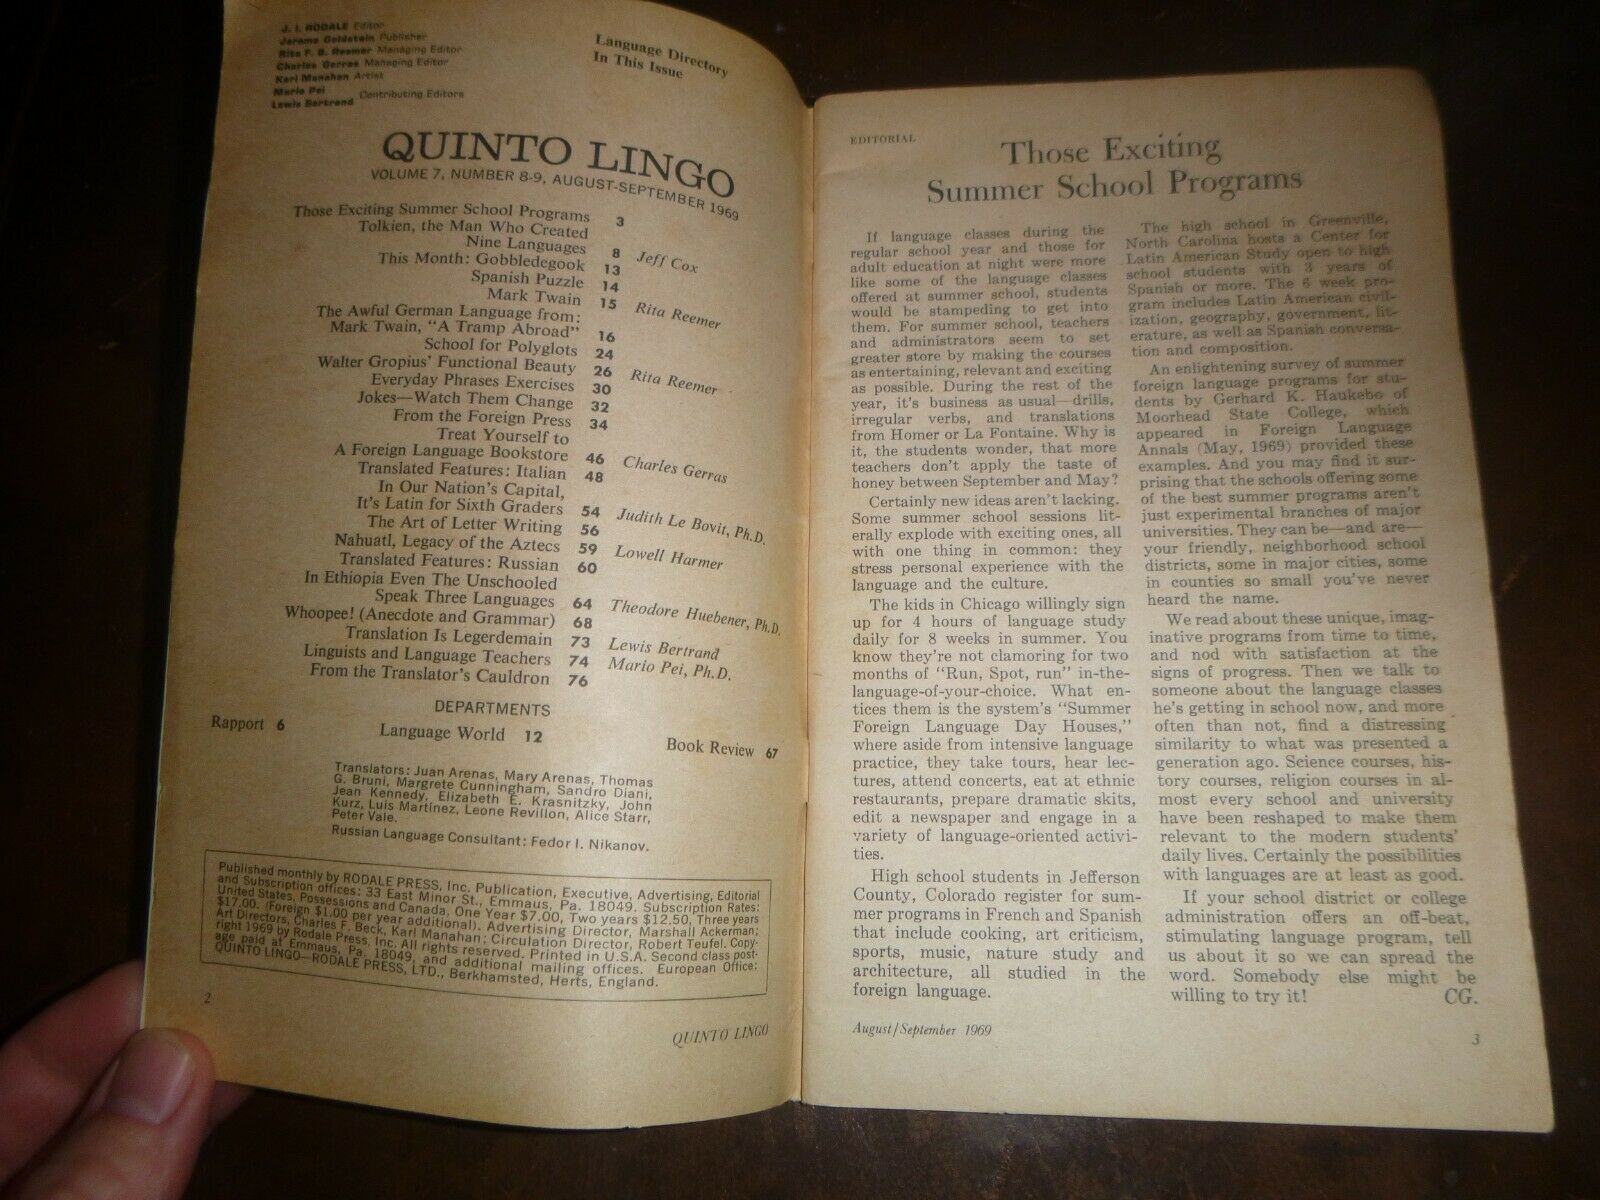 J. I. RODALE Editor
Jerome Goldstein Publisher
Rita F. B. Reemer Managing Editor
Charles Gerras Managing Editor
Karl Manahan Artist
Mario Pei
Lewis Bertrand Contributing Editors
Language Directory
In This Issue
QUINTO LINGO
VOLUME 7, NUMBER 8-9, AUGUST-SEPTEMBER 1969
Those Exciting Summer School Programs 3
Tolkien, the Man Who Created
Nine Languages 8 Jeff Cox
This Month: Gobbledegook 13
Spanish Puzzle 14
Mark Twain 15 Rita Reemer
The Awful German Language from:
Mark Twain, "A Tramp Abroad" 16
School for Polyglots 24
Walter Gropius' Functional Beauty 26 Rita Reemer
Everyday Phrases Exercises 30
Jokes—Watch Them Change 32
From the Foreign Press 34
Treat Yourself to
A Foreign Language Bookstore 46 Charles Gerras
Translated Features: Italian 48
In Our Nation's Capital,
It's Latin for Sixth Graders 54 Judith Le Bovit, Ph.D.
The Art of Letter Writing 56
Nahuatl, Legacy of the Aztecs 59 Lowell Harmer
Translated Features: Russian 60
In Ethiopia Even The Unschooled
Speak Three Languages 64 Theodore Huebener, Ph.D.
Whoopee! (Anecdote and Grammar) 68
Translation Is Legerdemain 73 Lewis Bertrand
Linguists and Language Teachers 74 Mario Pei, Ph.D.
From the Translator's Cauldron 76
DEPARTMENTS
Rapport 6 Language World 12 Book Review 67
Translators: Juan Arenas, Mary Arenas, Thomas
G. Bruni, Margrete Cunningham, Sandro Diani,
Jean Kennedy, Elizabeth E. Krasnitzky, John
Kurz, Luis Martínez, Leone Revillon, Alice Starr,
Peter Vale.
Russian Language Consultant: Fedor I. Nikanov.
Published monthly by RODALE PRESS, Inc. Publication, Executive, Advertising, Editorial
and Subscription offices: 33 East Minor St., Emmaus, Pa. 18049. Subscription Rates:
United States, Possessions and Canada, One Year $7.00, Two years $12.50, Three years
$17.00. (Foreign $1.00 per year additional). Advertising Director, Marshall Ackerman;
Art Directors, Charles F. Beck, Karl Manahan; Circulation Director, Robert Teufel. Copy-
right 1969 by Rodale Press, Inc. All rights reserved. Printed in U.S.A. Second class post-
age paid at Emmaus, Pa. 18049, and additional mailing offices. European Office:
QUINTO LINGO—RODALE PRESS, LTD., Berkhamsted, Herts, England.
2
QUINTO LINGO
EDITORIAL
Those Exciting
Summer School Programs
If language classes during the
regular school year and those for
adult education at night were more
like some of the language classes
offered at summer school, students
would be stampeding to get into
them. For summer school, teachers
and administrators seem to set
greater store by making the courses
as entertaining, relevant and exciting
as possible. During the rest of the
year, it's business as usual—drills,
irregular verbs, and translations
from Homer or La Fontaine. Why is
it, the students wonder, that more
teachers don't apply the taste of
honey between September and May?
Certainly new ideas aren't lacking.
Some summer school sessions lit-
erally explode with exciting ones, all
with one thing in common: they
stress personal experience with the
language and the culture.
The kids in Chicago willingly sign
up for 4 hours of language study
daily for 8 weeks in summer. You
know they're not clamoring for two
months of "Run, Spot, run" in-the-
language-of-your-choice. What en-
tices them is the system's "Summer
Foreign Language Day Houses,"
where aside from intensive language
practice, they take tours, hear lec-
tures, attend concerts, eat at ethnic
restaurants, prepare dramatic skits,
edit a newspaper and engage in a
variety of language-oriented activi-
ties.
High school students in Jefferson
County, Colorado register for sum-
mer programs in French and Spanish
that include cooking, art criticism,
sports, music, nature study and
architecture, all studied in the
foreign language.
The high school in Greenville,
North Carolina hosts a Center for
Latin American Study open to high
school students with 3 years of
Spanish or more. The 6 week pro-
gram includes Latin American civil-
ization, geography, government, lit-
erature, as well as Spanish conversa-
tion and composition.
An enlightening survey of summer
foreign language programs for stu-
dents by Gerhard K. Haukebo of
Moorhead State College, which
appeared in Foreign Language
Annals (May, 1969) provided these
examples. And you may find it sur-
prising that the schools offering some
of the best summer programs aren't
just experimental branches of major
universities. They can be—and are—
your friendly, neighborhood school
districts, some in major cities, some
in counties so small you've never
heard the name.
We read about these unique, imag-
inative programs from time to time,
and nod with satisfaction at the
signs of progress. Then we talk to
someone about the language classes
he's getting in school now, and more
often than not, find a distressing
similarity to what was presented a
generation ago. Science courses, his-
tory courses, religion courses in al-
most every school and university
have been reshaped to make them
relevant to the modern students'
daily lives. Certainly the possibilities
with languages are at least as good.
If your school district or college
administration offers an off-beat,
stimulating language program, tell
us about it so we can spread the
word. Somebody else might be
willing to try it! CG.
August/September 1969
3